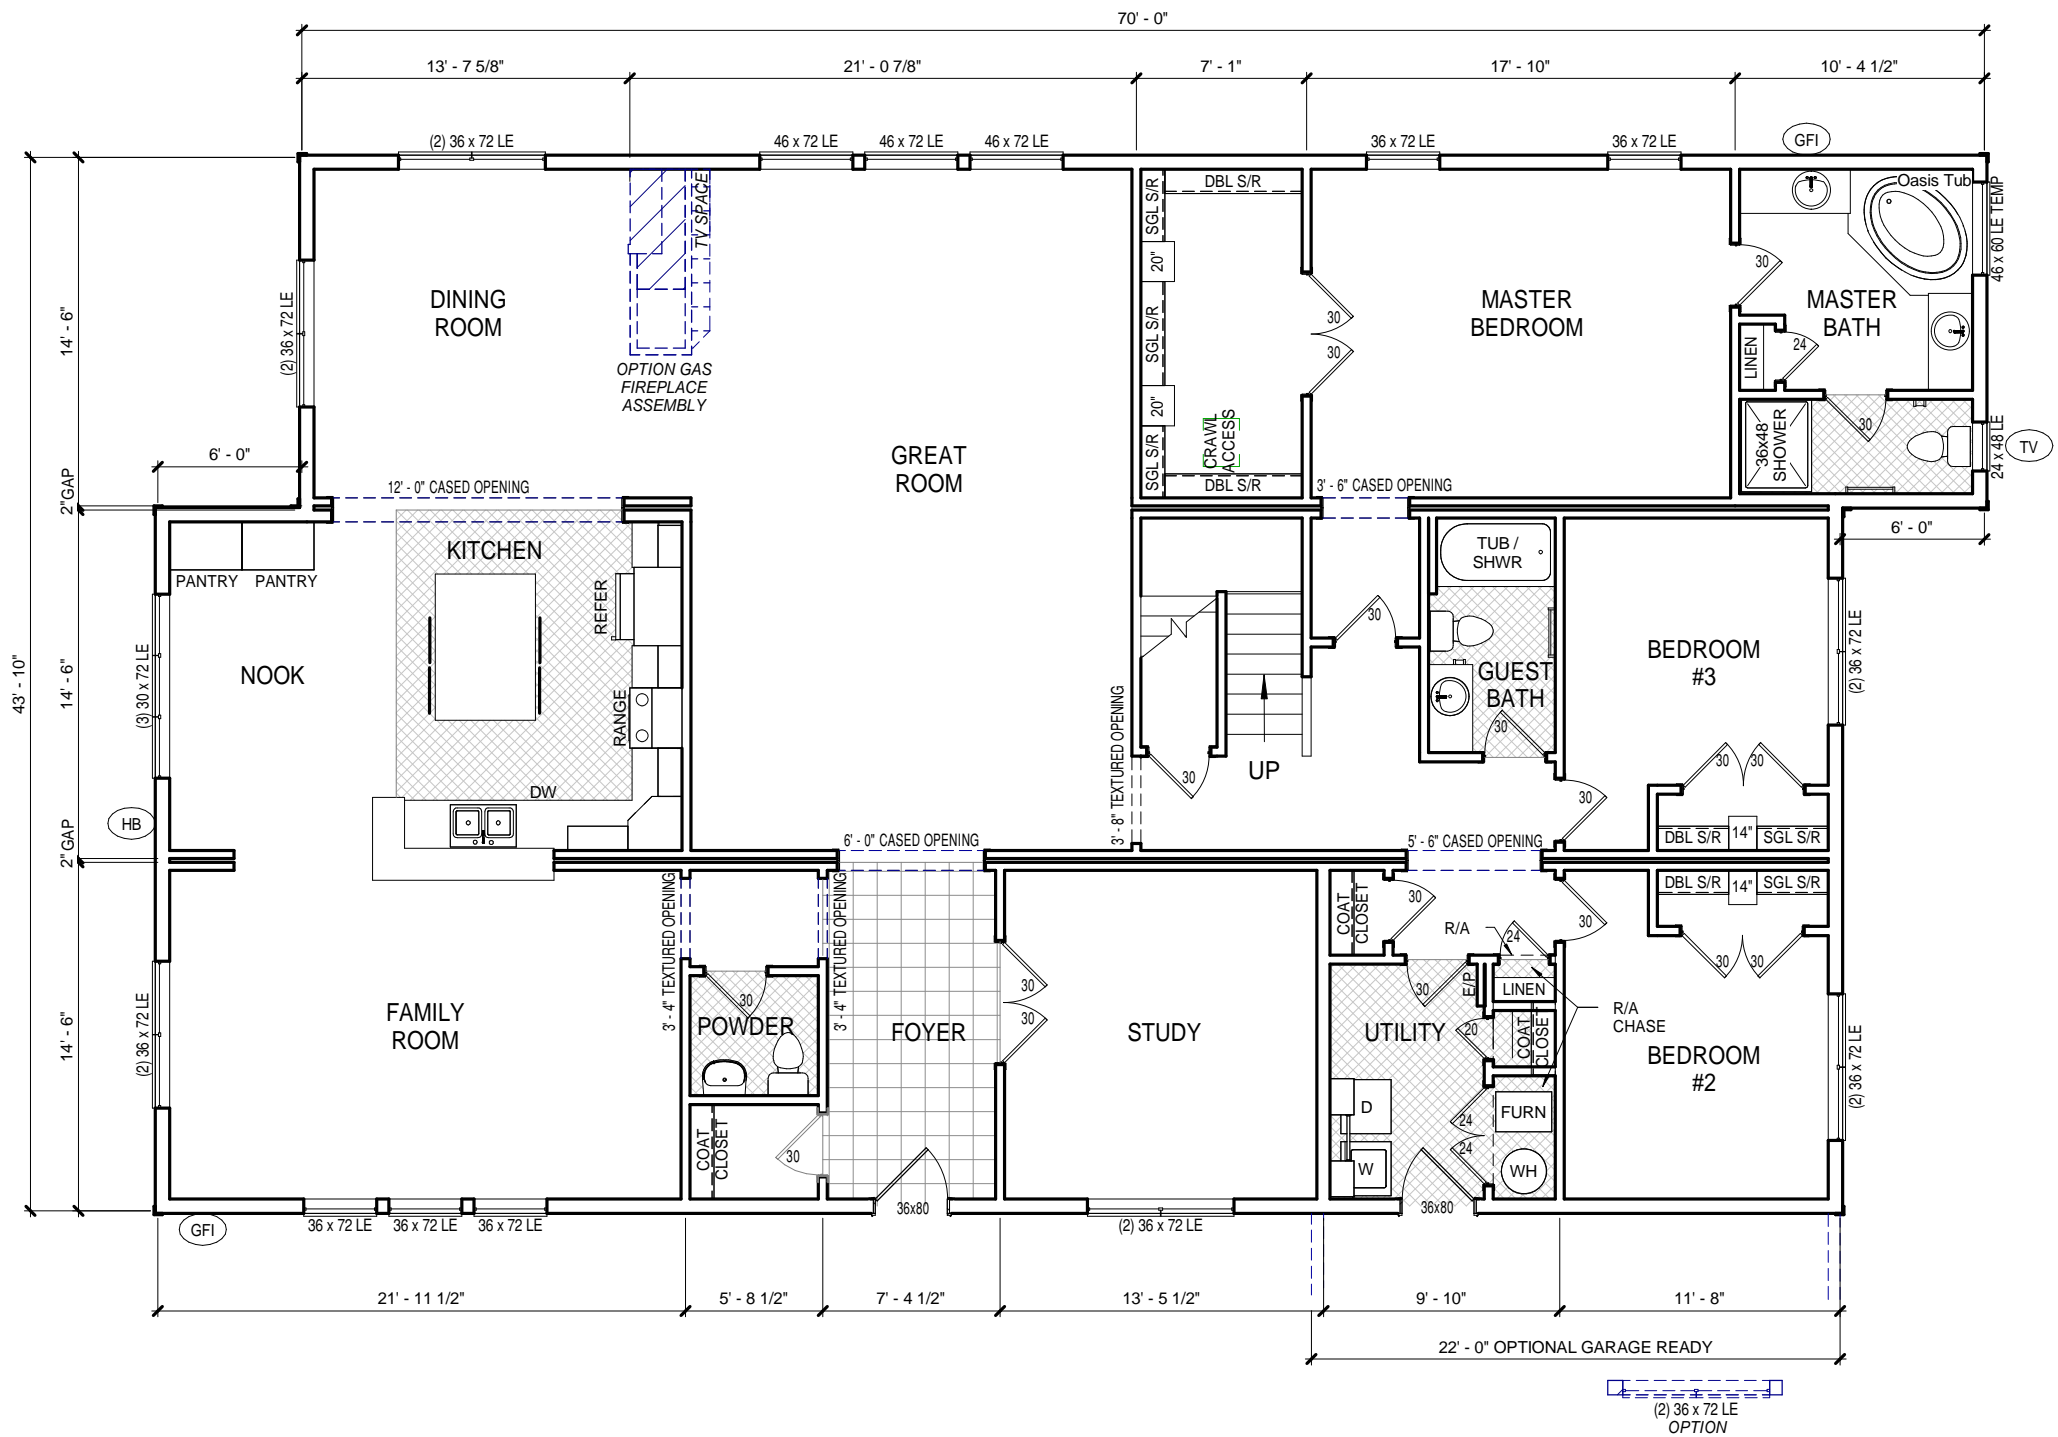 70' - 0"
13' - 7 5/8"
21' - 0 7/8"
7' - 1"
17' - 10"
10' - 4 1/2"
(2) 36 x 72 LE
46 x 72 LE
46 x 72 LE
46 x 72 LE
36 x 72 LE
36 x 72 LE
GFI
43' - 10"
14' - 6"
2"GAP
14' - 6"
2"GAP
14' - 6"
6' - 0"
(2) 36 x 72 LE
DINING
ROOM
TV SPACE
OPTION GAS
FIREPLACE
ASSEMBLY
GREAT
ROOM
DBL S/R
SGL S/R
20"
SGL S/R
20"
SGL S/R
CRAWL
ACCESS
DBL S/R
30
30
MASTER
BEDROOM
30
MASTER
BATH
Oasis Tub
46 x 60 LE TEMP
LINEN
24
36x48
SHOWER
30
24 x 48 LE
TV
6' - 0"
12' - 0" CASED OPENING
3' - 6" CASED OPENING
PANTRY
PANTRY
KITCHEN
REFER
RANGE
DW
NOOK
(3) 30 x 72 LE
HB
30
UP
3' - 8" TEXTURED OPENING
30
TUB /
SHWR
GUEST
BATH
30
BEDROOM
#3
(2) 36 x 72 LE
30
30
30
DBL S/R
14"
SGL S/R
6' - 0" CASED OPENING
5' - 6" CASED OPENING
DBL S/R
14"
SGL S/R
30
30
30
FAMILY
ROOM
(2) 36 x 72 LE
3' - 4" TEXTURED OPENING
3' - 4" TEXTURED OPENING
30
POWDER
COAT
CLOSET
30
FOYER
30
30
STUDY
COAT
CLOSET
30
R/A
24
30
E/P
LINEN
R/A
CHASE
UTILITY
20
COAT
CLOSET
D
W
24
24
FURN
WH
BEDROOM
#2
(2) 36 x 72 LE
GFI
36 x 72 LE
36 x 72 LE
36 x 72 LE
36x80
(2) 36 x 72 LE
36x80
21' - 11 1/2"
5' - 8 1/2"
7' - 4 1/2"
13' - 5 1/2"
9' - 10"
11' - 8"
22' - 0" OPTIONAL GARAGE READY
(2) 36 x 72 LE
OPTION